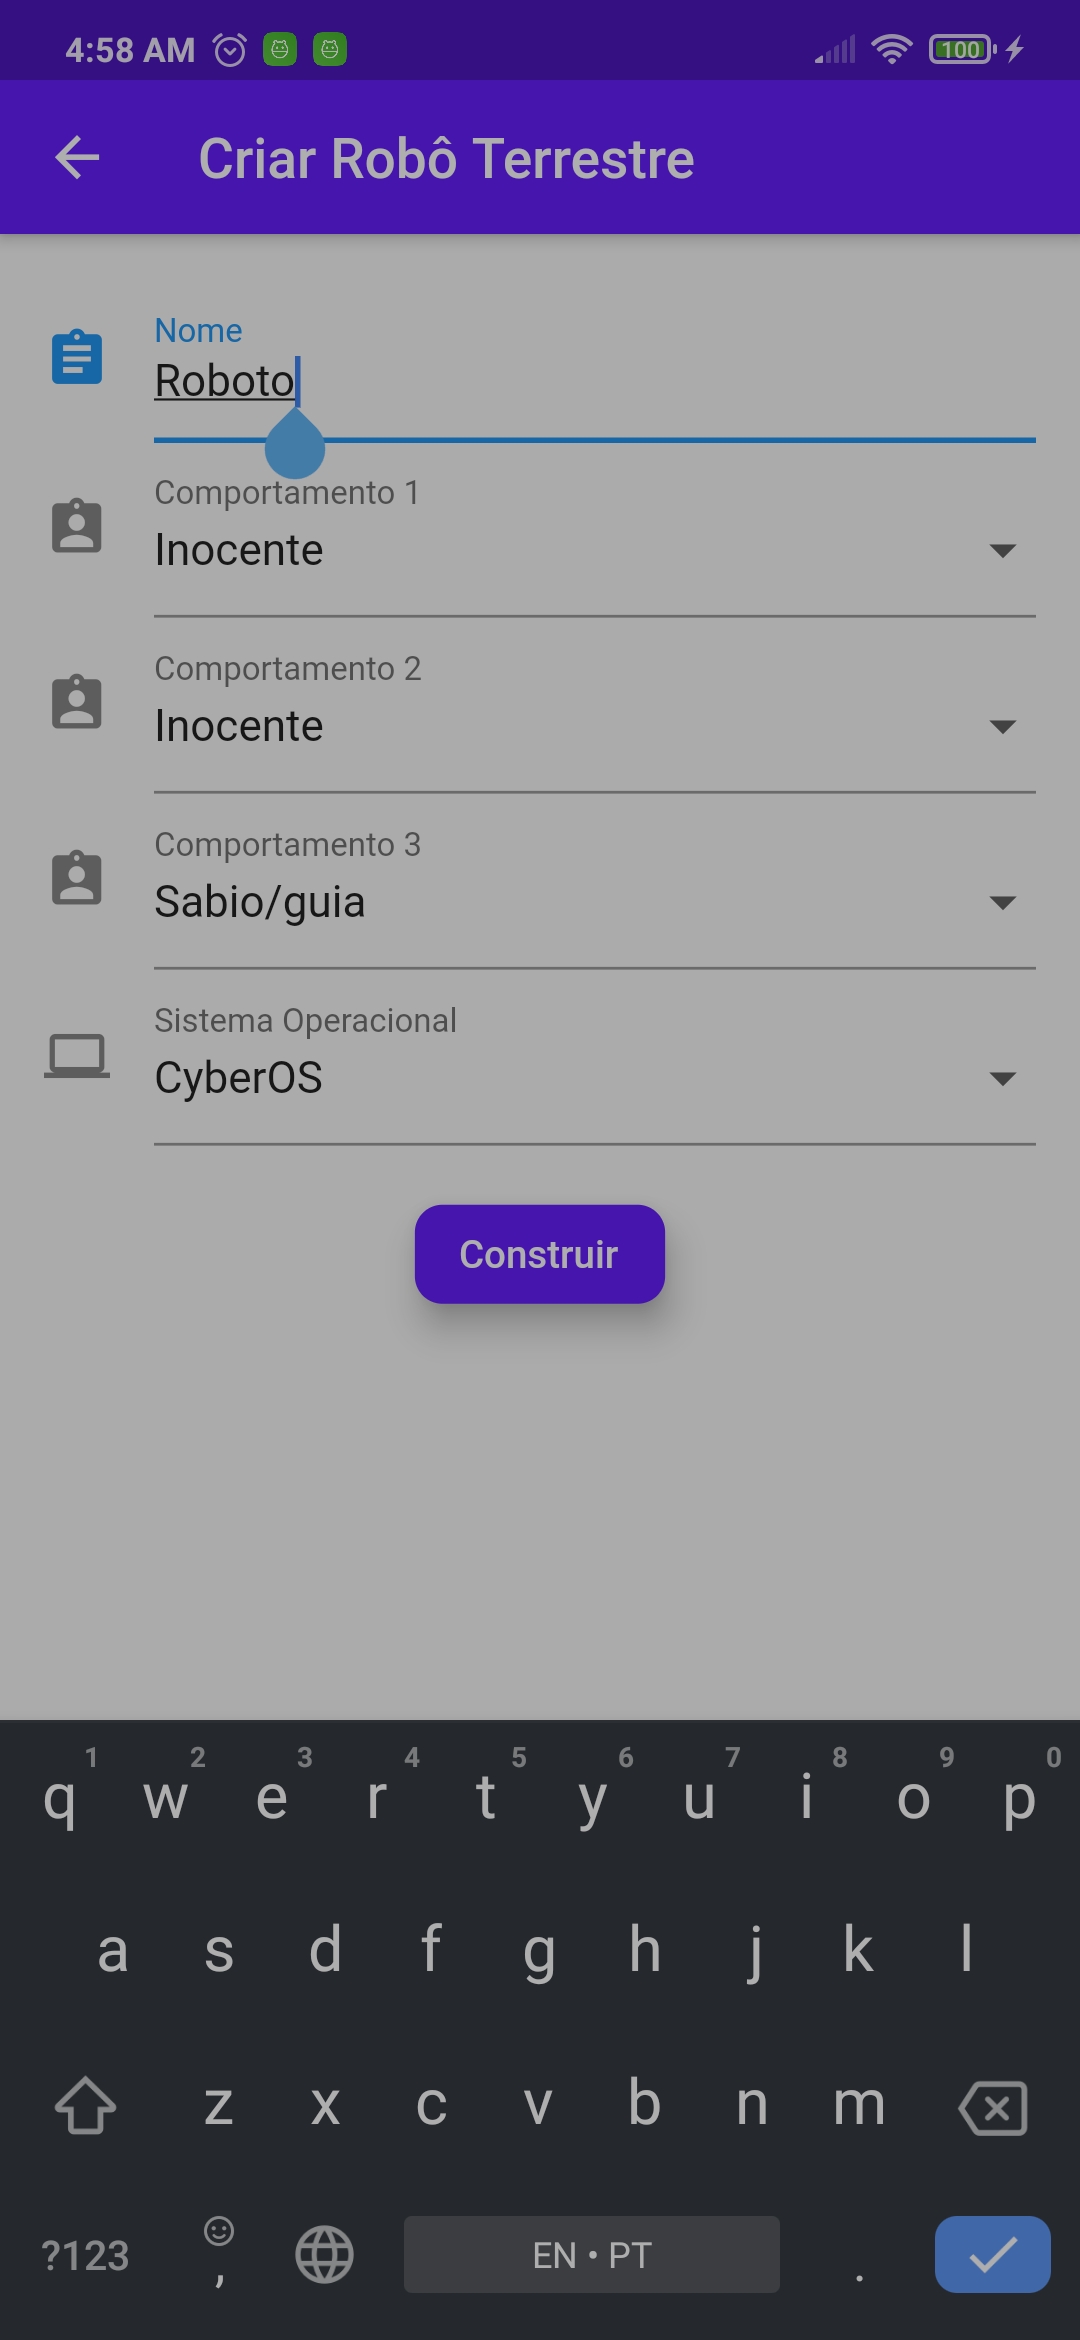 4:58 AM
100
Criar Robô Terrestre
Nome
Roboto
Comportamento 1
Inocente
Comportamento 2
Inocente
Comportamento 3
Sabio/guia
Sistema Operacional
CyberOS
Construir
1 2 3 4 5 6 7 8 9 0
q w e r t y u i o p
a s d f g h j k l
z x c v b n m
?123 , EN • PT .